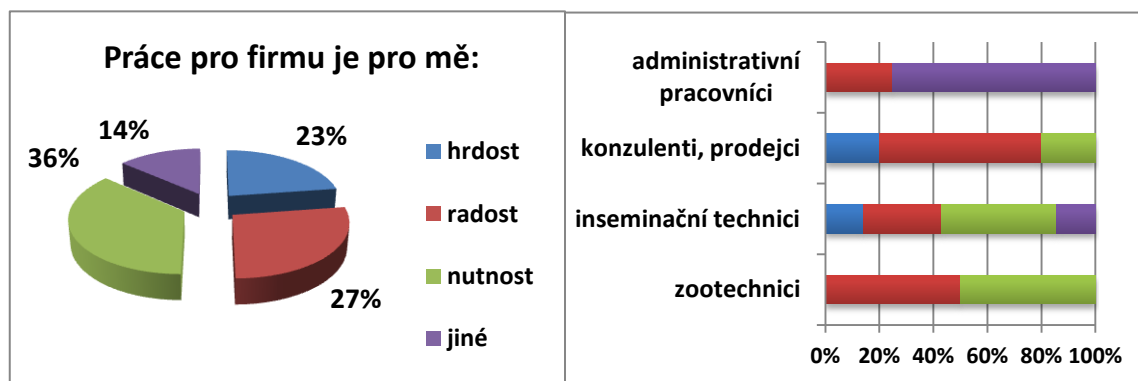 Práce pro firmu je pro mě:
14%
23%
36%
27%
hrdost
radost
nutnost
jiné
administrativní
pracovníci
konzulenti, prodejci
inseminační technici
zootechnici
0% 20% 40% 60% 80% 100%